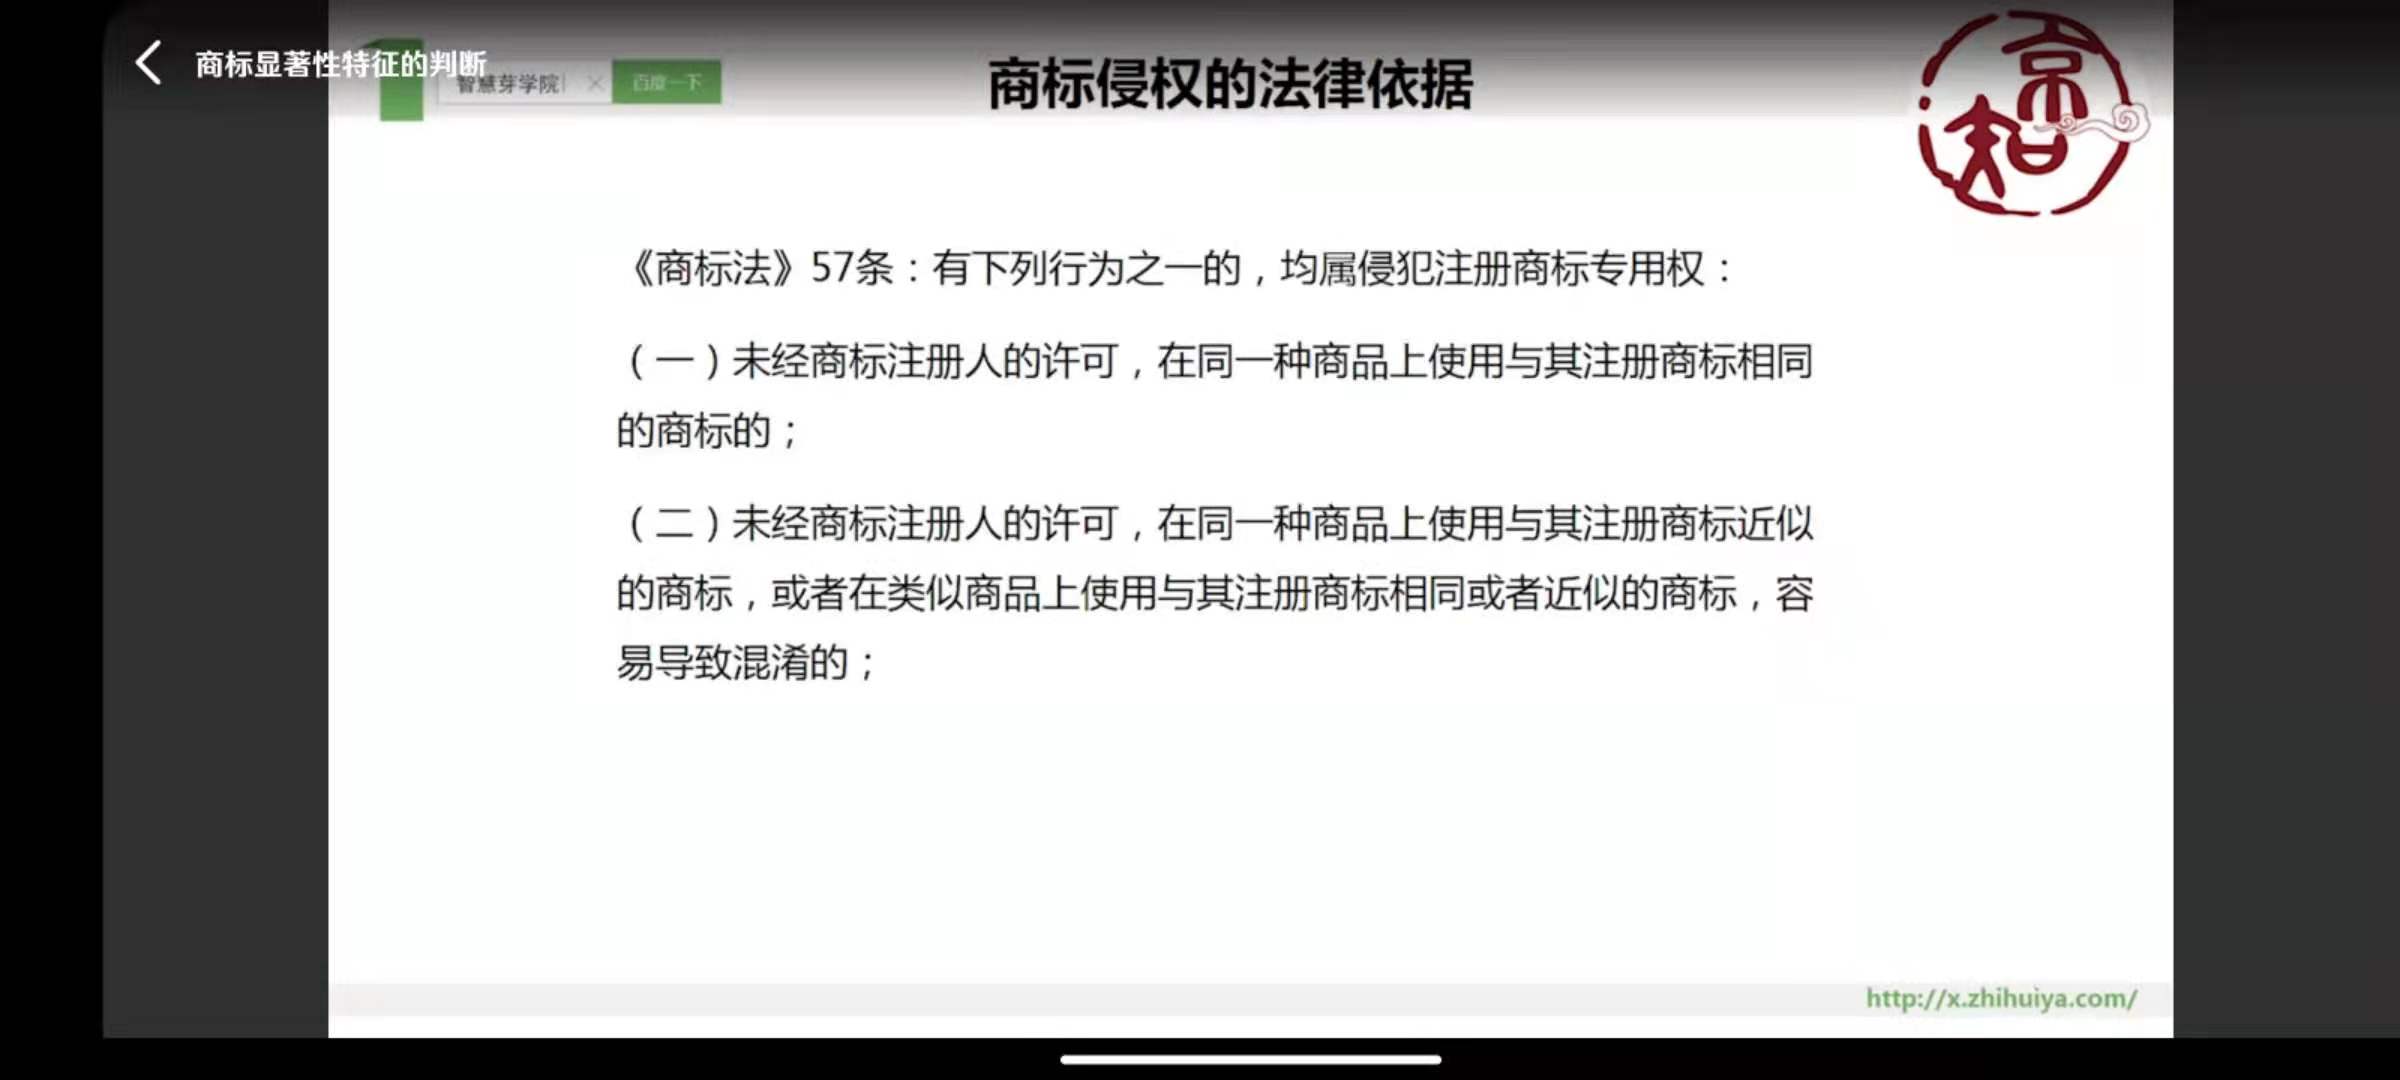 商标显著性特征的判断
智慧芽学院
百度一下
商标侵权的法律依据
京知
《商标法》57条：有下列行为之一的，均属侵犯注册商标专用权：
（一）未经商标注册人的许可，在同一种商品上使用与其注册商标相同
的商标的；
（二）未经商标注册人的许可，在同一种商品上使用与其注册商标近似
的商标，或者在类似商品上使用与其注册商标相同或者近似的商标，容
易导致混淆的；
http://x.zhihuiya.com/